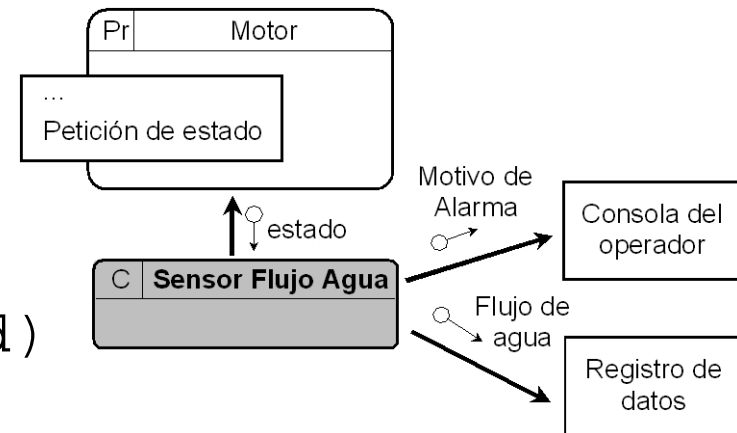 Pr Motor
...
Petición de estado
Motivo de
Alarma
Consola del
operador
estado
C Sensor Flujo Agua
Flujo de
agua
d)
Registro de
datos